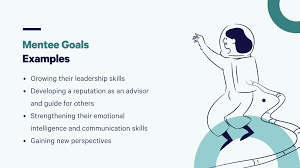 Mentee Goals
Examples
• Growing their leadership skills
• Developing a reputation as an advisor
and guide for others
• Strengthening their emotional
intelligence and communication skills
• Gaining new perspectives